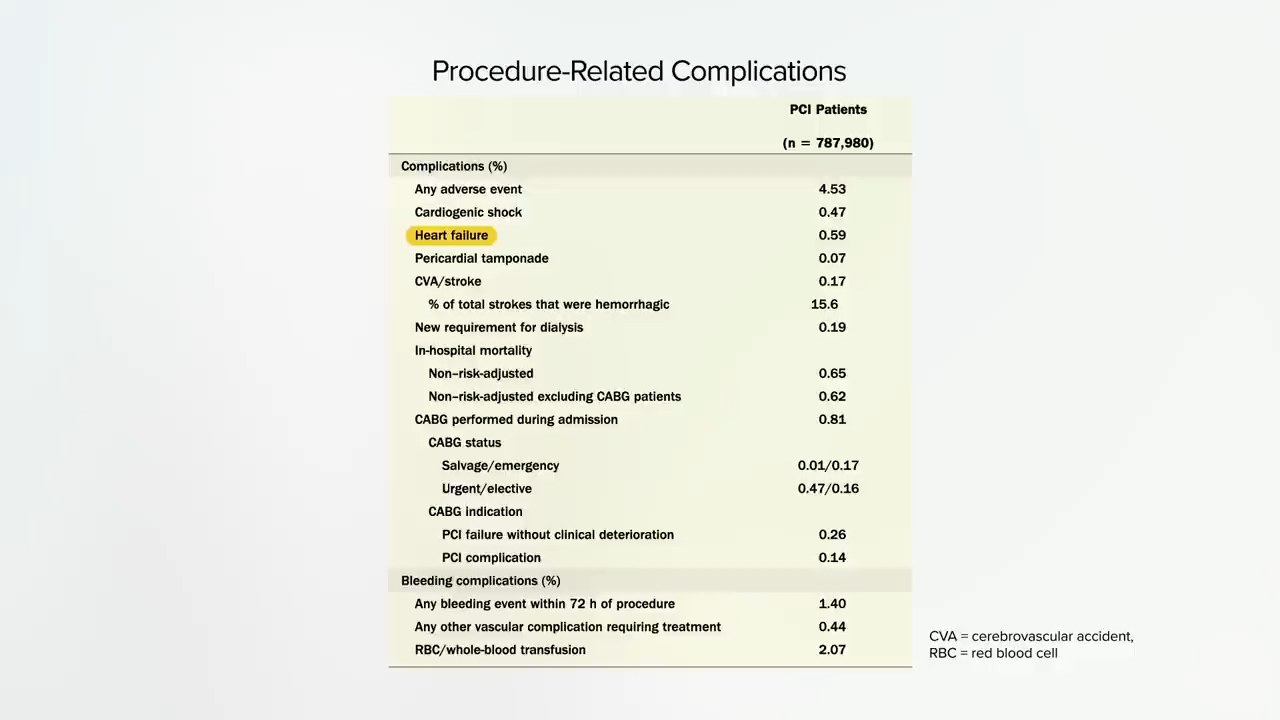 Procedure-Related Complications
PCI Patients
(n = 787,980)
Complications (%)
Any adverse event 4.53
Cardiogenic shock 0.47
Heart failure 0.59
Pericardial tamponade 0.07
CVA/stroke 0.17
% of total strokes that were hemorrhagic 15.6
New requirement for dialysis 0.19
In-hospital mortality
Non–risk-adjusted 0.65
Non–risk-adjusted excluding CABG patients 0.62
CABG performed during admission 0.81
CABG status
Salvage/emergency 0.01/0.17
Urgent/elective 0.47/0.16
CABG indication
PCI failure without clinical deterioration 0.26
PCI complication 0.14
Bleeding complications (%)
Any bleeding event within 72 h of procedure 1.40
Any other vascular complication requiring treatment 0.44
RBC/whole-blood transfusion 2.07
CVA = cerebrovascular accident,
RBC = red blood cell